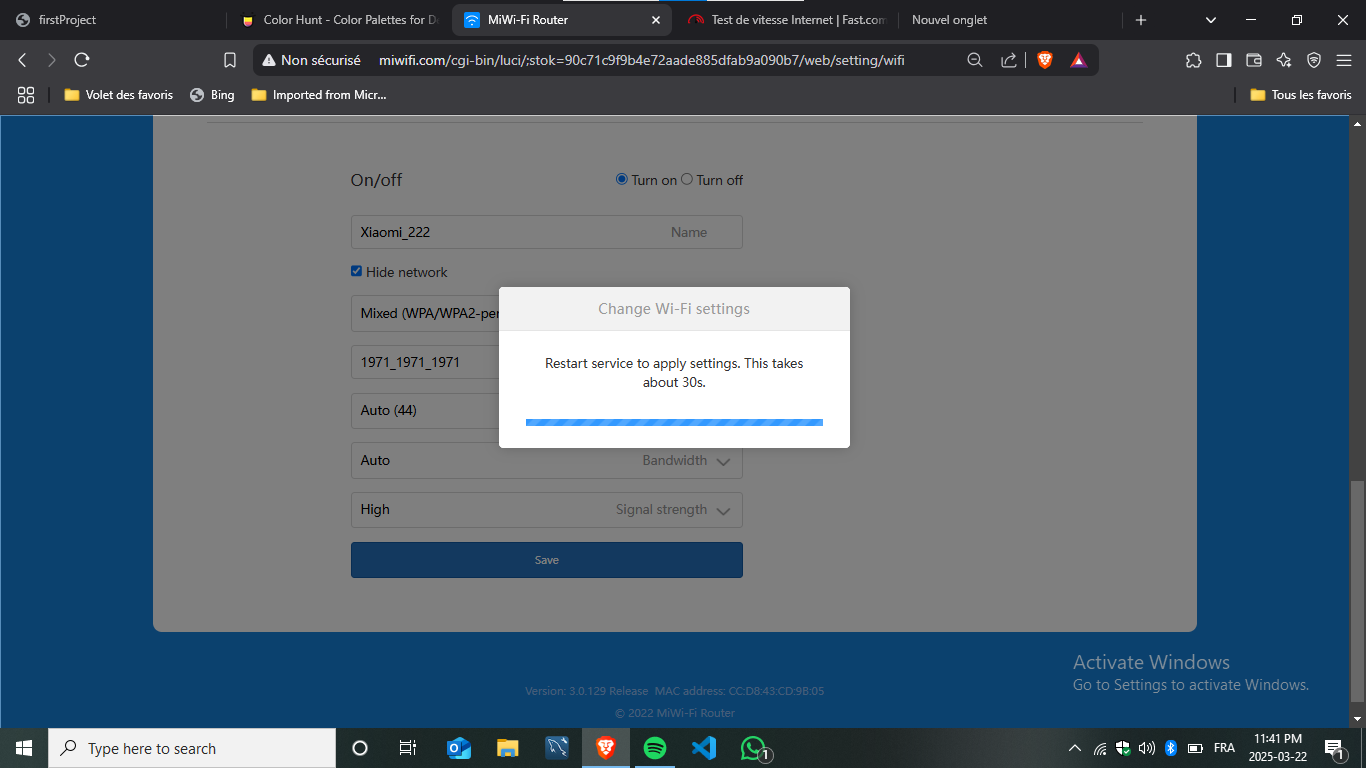 firstProject
Color Hunt - Color Palettes for De
MiWi-Fi Router
Test de vitesse Internet | Fast.com
Nouvel onglet
Non sécurisé
miwifi.com/cgi-bin/luci/;stok=90c71c9f9b4e72aade885dfab9a090b7/web/setting/wifi
Volet des favoris
Bing
Imported from Micr...
Tous les favoris
On/off
Turn on
Turn off
Xiaomi_222
Name
Hide network
Change Wi-Fi settings
Mixed (WPA/WPA2-per
Restart service to apply settings. This takes
about 30s.
1971_1971_1971
Auto (44)
Auto
Bandwidth
High
Signal strength
Save
Activate Windows
Go to Settings to activate Windows.
Version: 3.0.129 Release MAC address: CC:D8:43:CD:9B:05
© 2022 MiWi-Fi Router
Type here to search
1
FRA
11:41 PM
2025-03-22
1